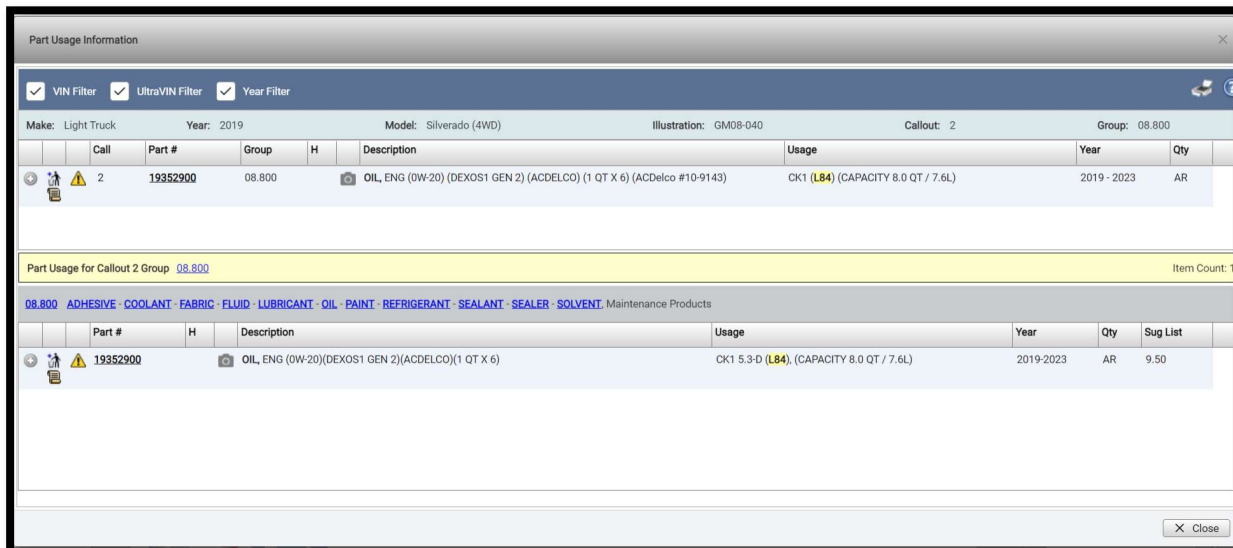 Part Usage Information
VIN Filter UltraVIN Filter Year Filter
Make: Light Truck Year: 2019 Model: Silverado (4WD) Illustration: GM08-040 Callout: 2 Group: 08.800
Call Part # Group H Description Usage Year Qty
2 19352900 08.800 OIL, ENG (0W-20) (DEXOS1 GEN 2) (ACDELCO) (1 QT X 6) (ACDelco #10-9143) CK1 (L84) (CAPACITY 8.0 QT / 7.6L) 2019 - 2023 AR
Part Usage for Callout 2 Group 08.800 Item Count: 1
08.800 ADHESIVE - COOLANT - FABRIC - FLUID - LUBRICANT - OIL - PAINT - REFRIGERANT - SEALANT - SEALER - SOLVENT, Maintenance Products
Part # H Description Usage Year Qty Sug List
19352900 OIL, ENG (0W-20)(DEXOS1 GEN 2)(ACDELCO)(1 QT X 6) CK1 5.3-D (L84), (CAPACITY 8.0 QT / 7.6L) 2019-2023 AR 9.50
Close